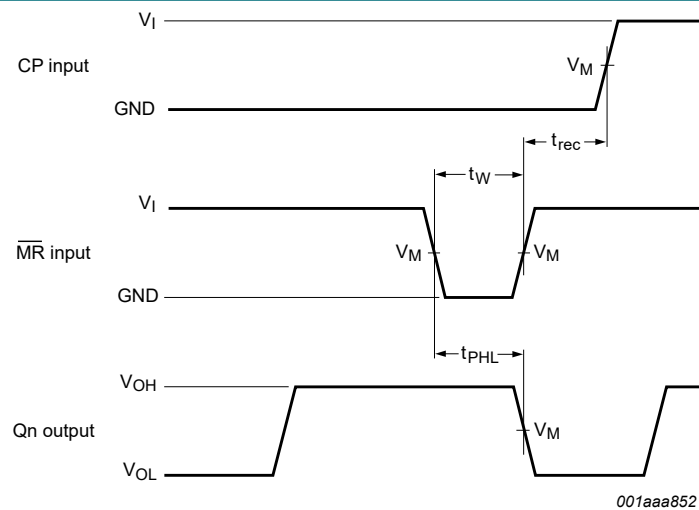 V_I
CP input
V_M
GND
t_rec
t_W
V_I
M̅R̅ input
V_M
V_M
GND
t_PHL
V_OH
Qn output
V_M
V_OL
001aaa852